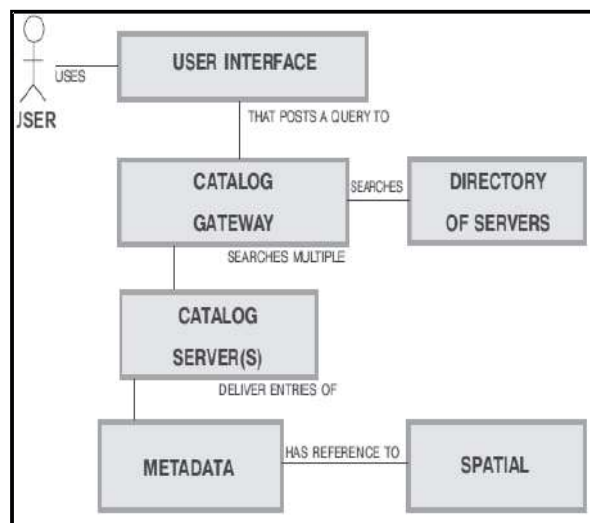 USER INTERFACE
USES
USER
THAT POSTS A QUERY TO
CATALOG
GATEWAY
SEARCHES
DIRECTORY
OF SERVERS
SEARCHES MULTIPLE
CATALOG
SERVER(S)
DELIVER ENTRIES OF
METADATA
HAS REFERENCE TO
SPATIAL